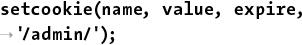 setcookie(name, value, expire,
→'/admin/');